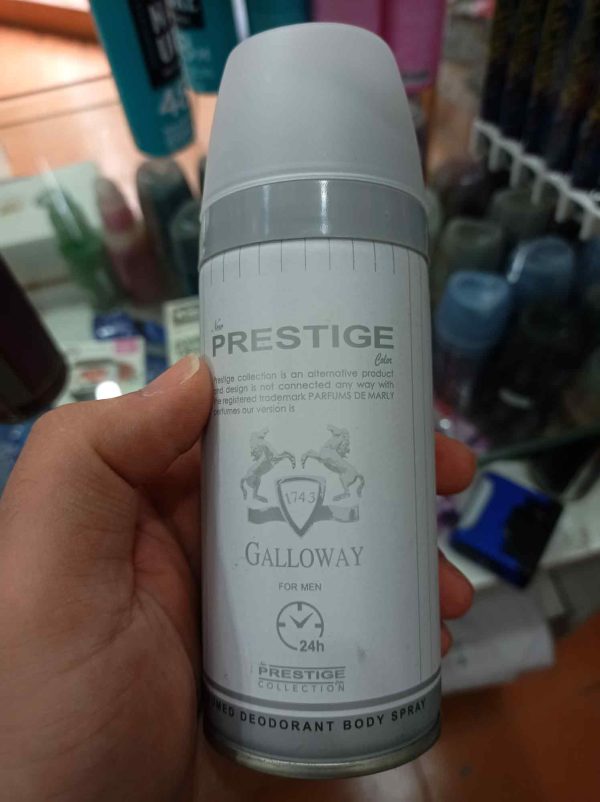 New
PRESTIGE
Color
Prestige collection is an alternative product
and design is not connected any way with
the registered trademark PARFUMS DE MARLY
perfumes our version is
1743
GALLOWAY
FOR MEN
24h
PRESTIGE
COLLECTION
DEODORANT BODY SPRAY